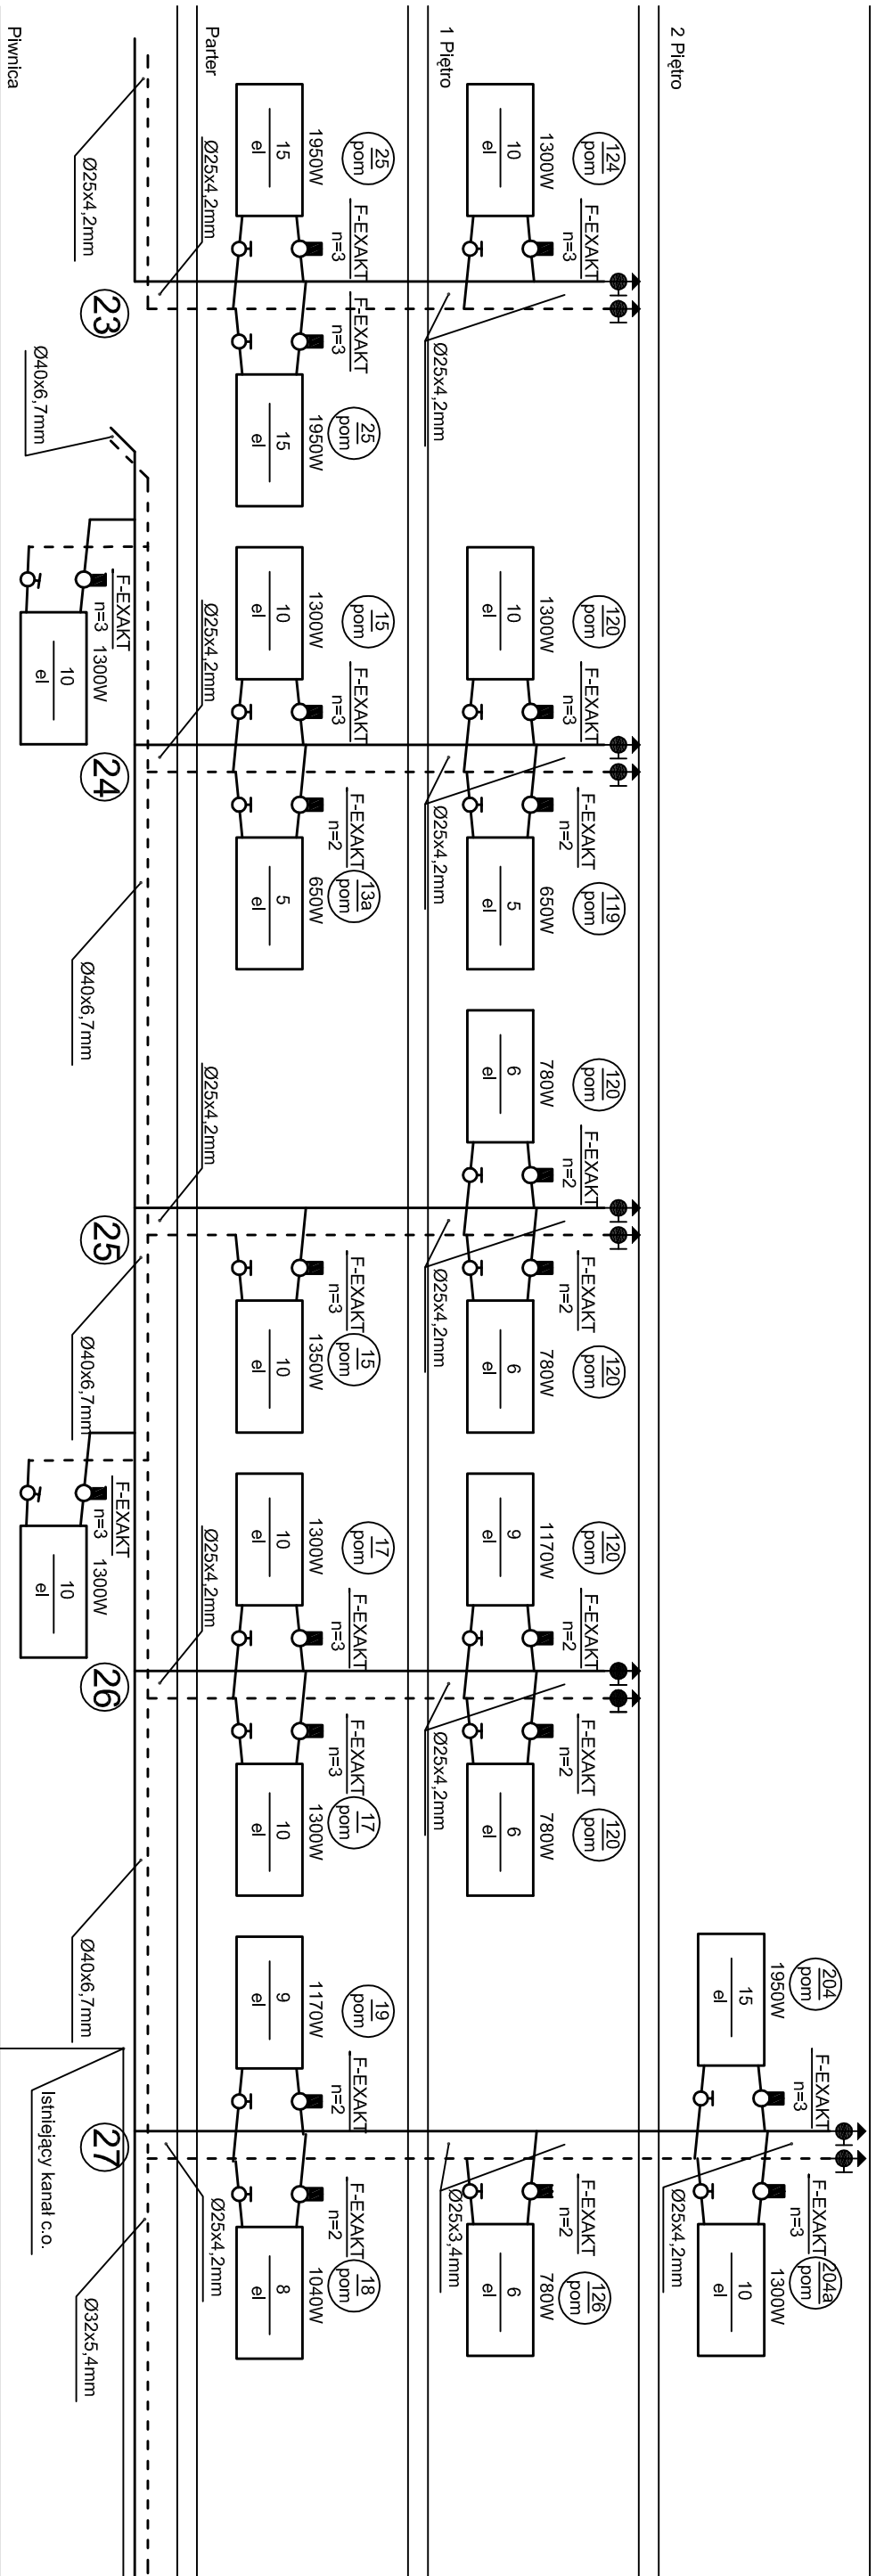 2 Piętro
204
pom
1950W
15
el
F-EXAKT
n=3
F-EXAKT
n=3
204a
pom
1300W
10
el
Ø25x4,2mm
1 Piętro
124
pom
1300W
10
el
F-EXAKT
n=3
Ø25x4,2mm
120
pom
1300W
10
el
F-EXAKT
n=3
F-EXAKT
n=2
119
pom
650W
5
el
Ø25x4,2mm
120
pom
780W
6
el
F-EXAKT
n=2
F-EXAKT
n=2
120
pom
780W
6
el
Ø25x4,2mm
120
pom
1170W
9
el
F-EXAKT
n=2
F-EXAKT
n=2
120
pom
780W
6
el
Ø25x4,2mm
F-EXAKT
n=2
126
pom
780W
6
el
Ø25x3,4mm
Parter
25
pom
1950W
15
el
F-EXAKT
n=3
F-EXAKT
n=3
25
pom
1950W
15
el
Ø25x4,2mm
15
pom
1300W
10
el
F-EXAKT
n=3
F-EXAKT
n=2
13a
pom
650W
5
el
Ø25x4,2mm
F-EXAKT
n=3
15
pom
1350W
10
el
Ø25x4,2mm
17
pom
1300W
10
el
F-EXAKT
n=3
F-EXAKT
n=3
17
pom
1300W
10
el
Ø25x4,2mm
19
pom
1170W
9
el
F-EXAKT
n=2
F-EXAKT
n=2
18
pom
1040W
8
el
Ø25x4,2mm
Piwnica
Ø25x4,2mm
23
Ø40x6,7mm
F-EXAKT
n=3
1300W
10
el
24
Ø40x6,7mm
25
Ø40x6,7mm
F-EXAKT
n=3
1300W
10
el
26
Ø40x6,7mm
Istniejący kanał c.o.
27
Ø32x5,4mm